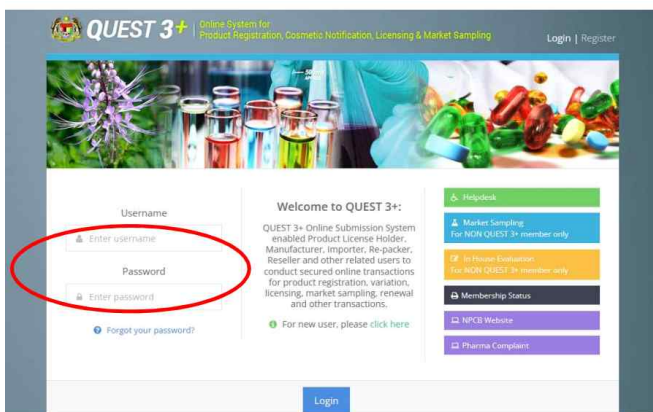 QUEST 3+
Online System for
Product Registration, Cosmetic Notification, Licensing & Market Sampling
Login | Register
Username
Enter username
Password
Enter password
Forgot your password?
Welcome to QUEST 3+:
QUEST 3+ Online Submission System
enabled Product License Holder,
Manufacturer, Importer, Re-packer,
Reseller and other related users to
conduct secured online transactions
for product registration, variation,
licensing, market sampling, renewal
and other transactions.
For new user, please click here
Helpdesk
Market Sampling
For NON QUEST 3+ member only
In House Evaluation
For NON QUEST 3+ member only
Membership Status
NPCB Website
Pharma Complaint
Login